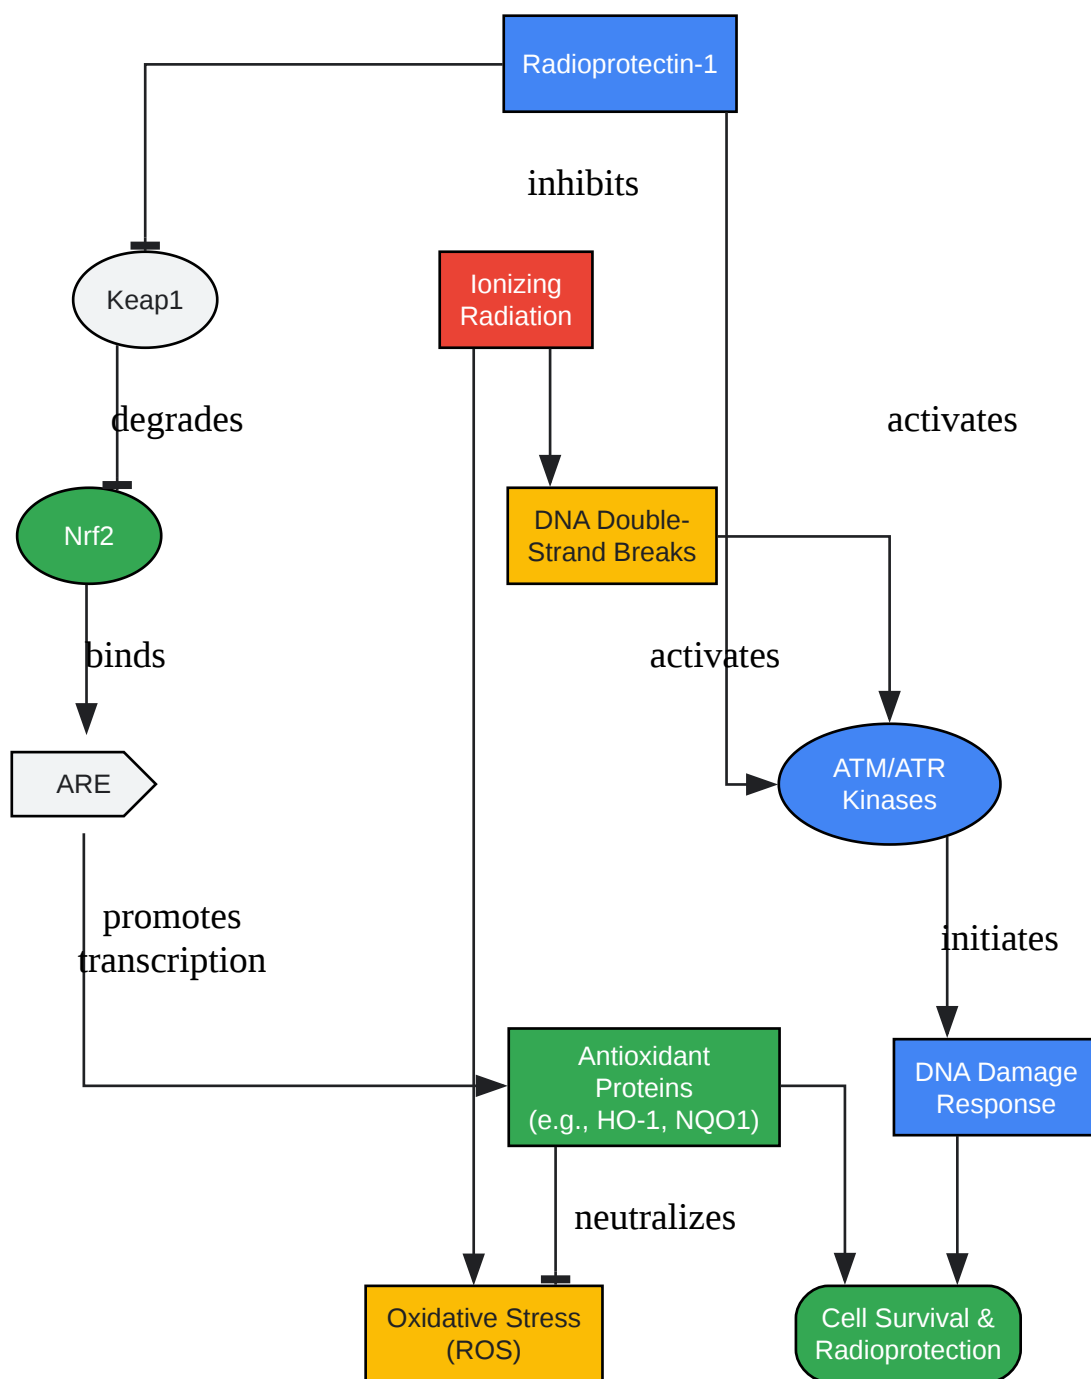 Radioprotectin-1
inhibits
Keap1
Ionizing
Radiation
degrades
activates
Nrf2
DNA Double-
Strand Breaks
binds
activates
ARE
ATM/ATR
Kinases
promotes
transcription
initiates
Antioxidant
Proteins
(e.g., HO-1, NQO1)
DNA Damage
Response
neutralizes
Oxidative Stress
(ROS)
Cell Survival &
Radioprotection